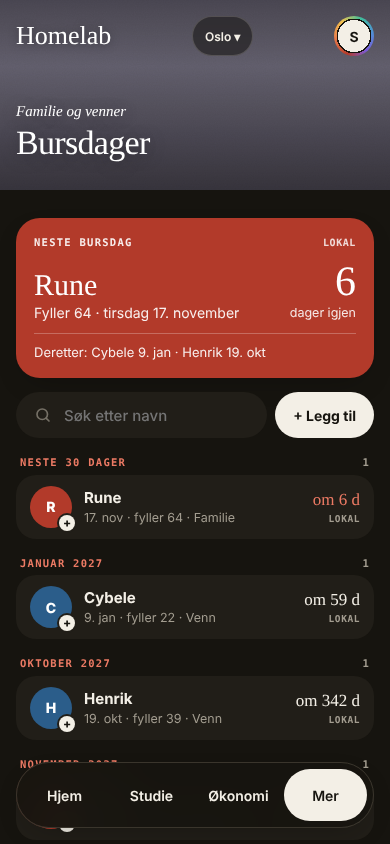 Homelab
Oslo ▾
S
Familie og venner
Bursdager
NESTE BURSDAG
LOKAL
Rune
6
Fyller 64 · tirsdag 17. november
dager igjen
Deretter: Cybele 9. jan · Henrik 19. okt
Søk etter navn
+ Legg til
NESTE 30 DAGER
1
R
+
Rune
17. nov · fyller 64 · Familie
om 6 d
LOKAL
JANUAR 2027
1
C
+
Cybele
9. jan · fyller 22 · Venn
om 59 d
LOKAL
OKTOBER 2027
1
H
+
Henrik
19. okt · fyller 39 · Venn
om 342 d
LOKAL
NOVEMBER 2027
1
Hjem
Studie
Økonomi
Mer